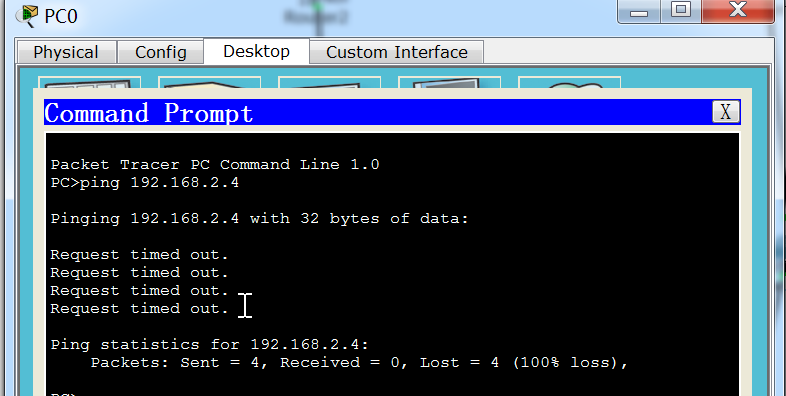 Router2
PC0
X
Physical Config Desktop Custom Interface
Command Prompt X
Packet Tracer PC Command Line 1.0
PC>ping 192.168.2.4
Pinging 192.168.2.4 with 32 bytes of data:
Request timed out.
Request timed out.
Request timed out.
Request timed out.
Ping statistics for 192.168.2.4:
Packets: Sent = 4, Received = 0, Lost = 4 (100% loss),
PC>